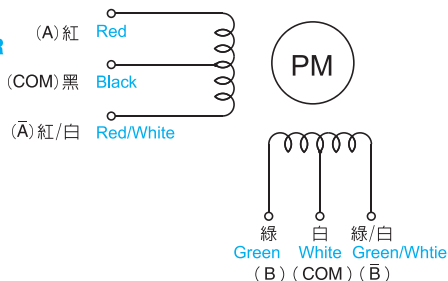 (A)紅 Red
R
(COM)黑 Black
(Ā)紅/白 Red/White
PM
綠 白 綠/白
Green White Green/Whtie
(B) (COM) (B̄)